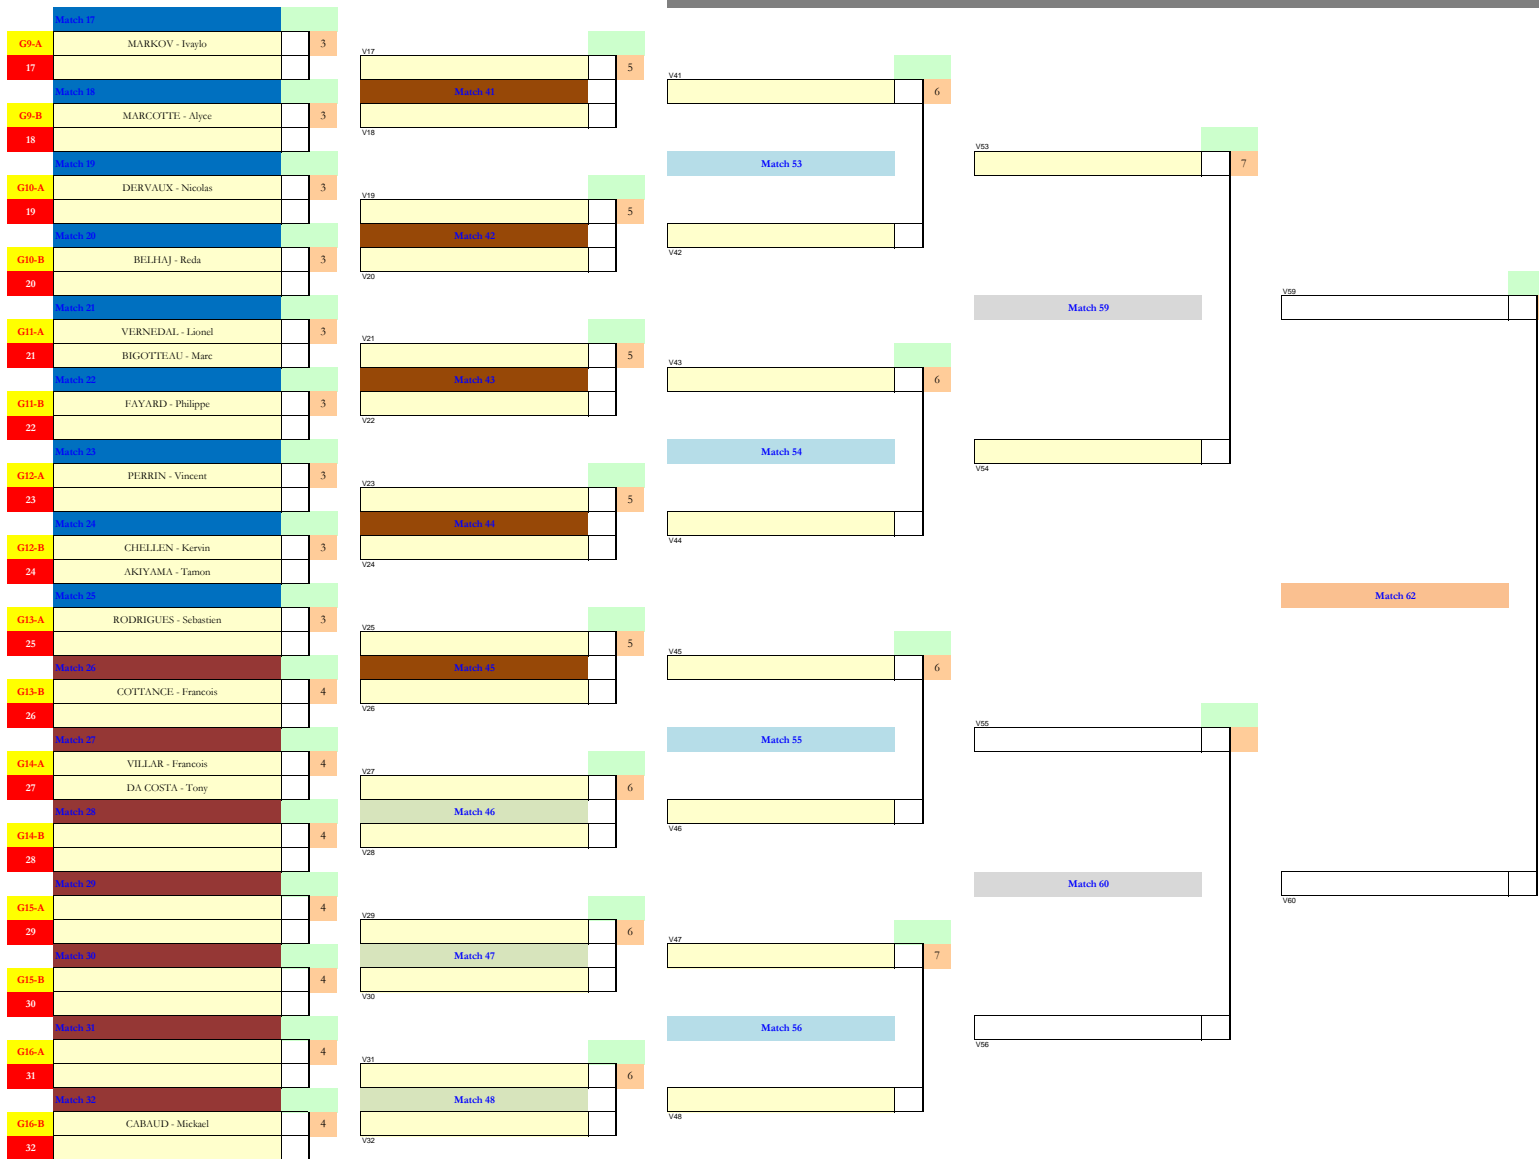 Match 17
G9-A MARKOV - Ivaylo 3
17
Match 18
G9-B MARCOTTE - Alyce 3
18
Match 19
G10-A DERVAUX - Nicolas 3
19
Match 20
G10-B BELHAJ - Reda 3
20
Match 21
G11-A VERNEDAL - Lionel 3
21 BIGOTTEAU - Marc
Match 22
G11-B FAYARD - Philippe 3
22
Match 23
G12-A PERRIN - Vincent 3
23
Match 24
G12-B CHELLEN - Kervin 3
24 AKIYAMA - Tamon
Match 25
G13-A RODRIGUES - Sebastien 3
25
Match 26
G13-B COTTANCE - Francois 4
26
Match 27
G14-A VILLAR - Francois 4
27 DA COSTA - Tony
Match 28
G14-B 4
28
Match 29
G15-A 4
29
Match 30
G15-B 4
30
Match 31
G16-A 4
31
Match 32
G16-B CABAUD - Mickael 4
32
V17
5
Match 41
V18
V19
5
Match 42
V20
V21
5
Match 43
V22
V23
5
Match 44
V24
V25
5
Match 45
V26
V27
6
Match 46
V28
V29
6
Match 47
V30
V31
6
Match 48
V32
V41
6
Match 53
V42
V43
6
Match 54
V44
V45
6
Match 55
V46
V47
7
Match 56
V48
V53
7
Match 59
V54
V55
Match 60
V56
V59
Match 62
V60